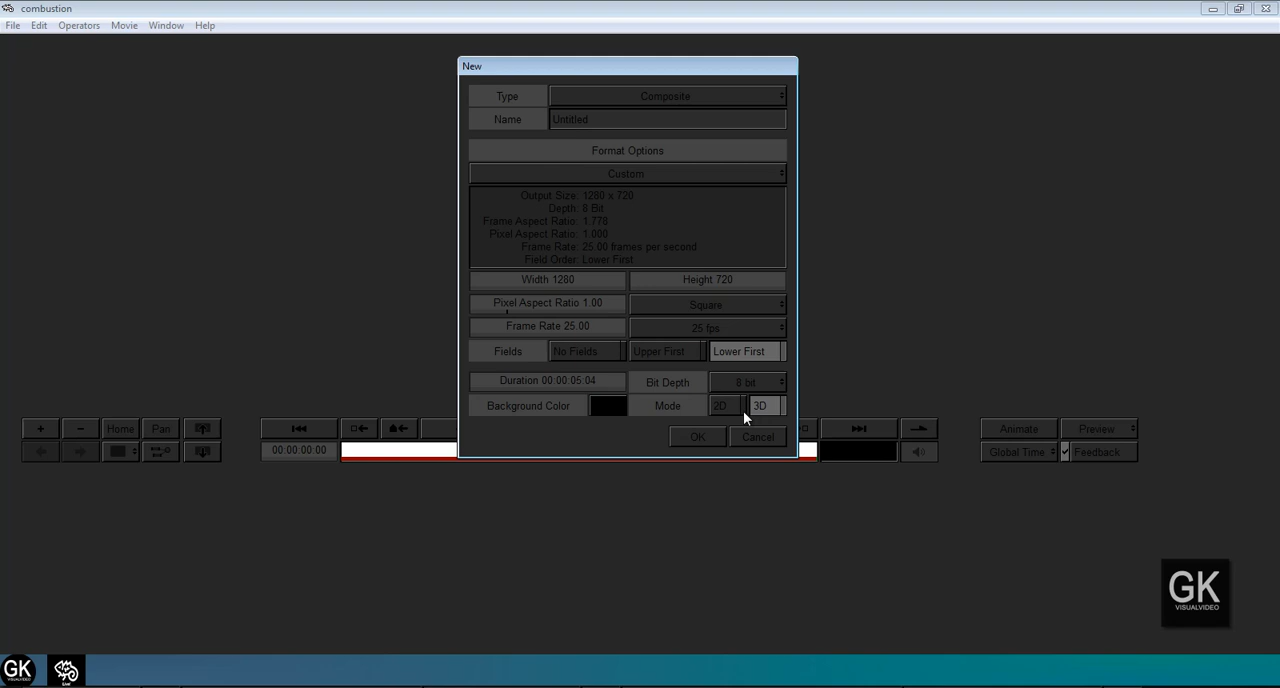 combustion
File Edit Operators Movie Window Help
New
Type Composite
Name Untitled
Format Options
Custom
Output Size: 1280 x 720
Depth: 8 Bit
Frame Aspect Ratio: 1.778
Pixel Aspect Ratio: 1.000
Frame Rate: 25.00 frames per second
Field Order: Lower First
Width 1280 Height 720
Pixel Aspect Ratio 1.00 Square
Frame Rate 25.00 25 fps
Fields No Fields Upper First Lower First
Duration 00:00:05:04 Bit Depth 8 bit
Background Color Mode 2D 3D
OK Cancel
+ - Home Pan Animate Preview
00:00:00:00 Global Time Feedback
GK
VISUALVIDEO
GK
VISUALVIDEO